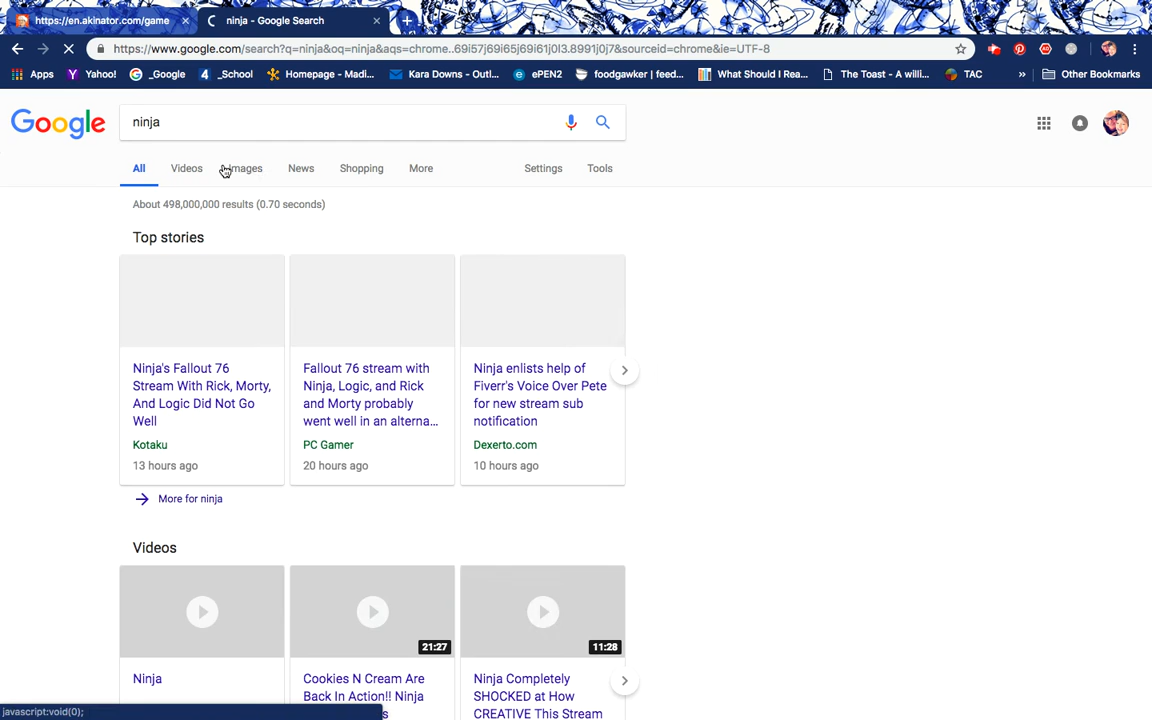 https://en.akinator.com/game
ninja - Google Search
https://www.google.com/search?q=ninja&oq=ninja&aqs=chrome..69i57j69i65j69i61j0l3.8991j0j7&sourceid=chrome&ie=UTF-8
Apps Yahoo! _Google _School Homepage - Madi... Kara Downs - Outl... ePEN2 foodgawker | feed... What Should I Rea... The Toast - A willi... TAC » Other Bookmarks
Google
ninja
All Videos Images News Shopping More Settings Tools
About 498,000,000 results (0.70 seconds)
Top stories
Ninja's Fallout 76
Stream With Rick, Morty,
And Logic Did Not Go
Well
Kotaku
13 hours ago
Fallout 76 stream with
Ninja, Logic, and Rick
and Morty probably
went well in an alterna...
PC Gamer
20 hours ago
Ninja enlists help of
Fiverr's Voice Over Pete
for new stream sub
notification
Dexerto.com
10 hours ago
More for ninja
Videos
21:27
11:28
Ninja
Cookies N Cream Are
Back In Action!! Ninja
Ninja Completely
SHOCKED at How
CREATIVE This Stream
javascript:void(0);